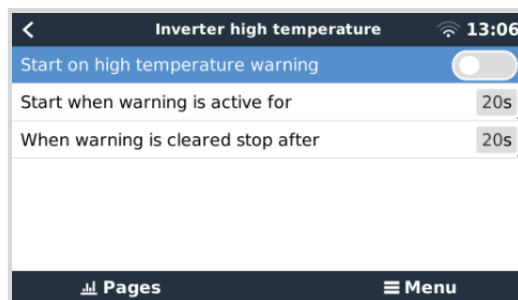 Inverter high temperature 13:06
Start on high temperature warning
Start when warning is active for 20s
When warning is cleared stop after 20s
Pages Menu